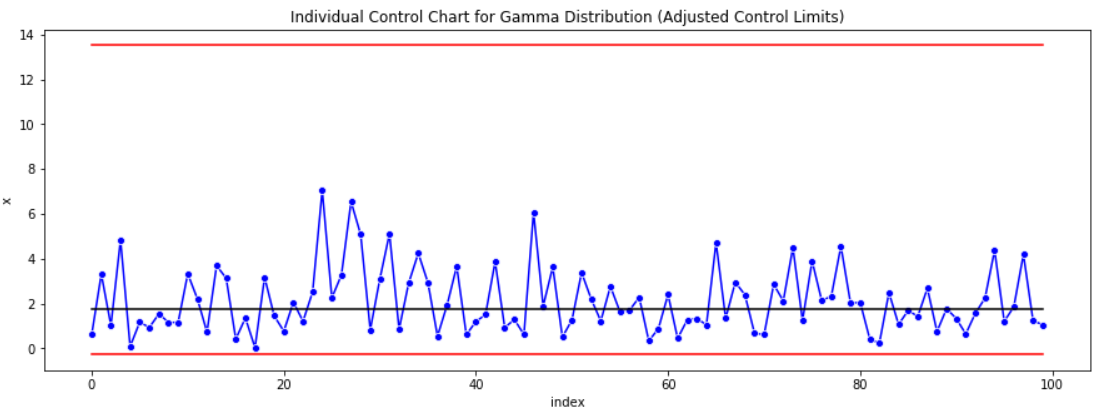 Individual Control Chart for Gamma Distribution (Adjusted Control Limits)
14
12
10
8
6
4
2
0
x
0 20 40 60 80 100
index